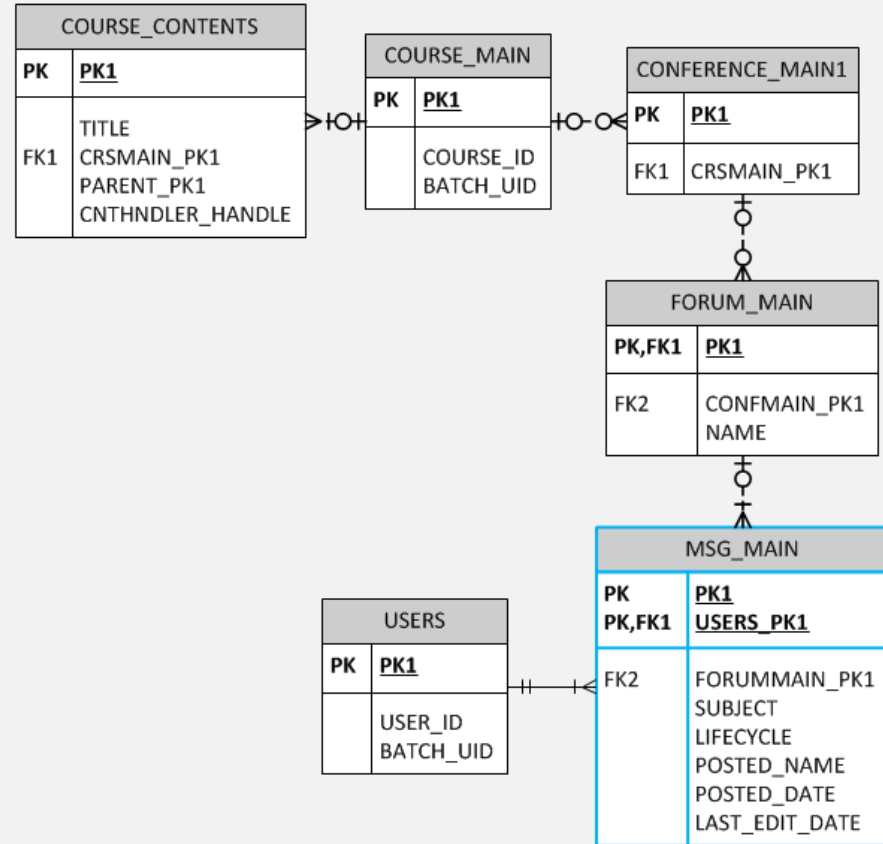 COURSE_CONTENTS
PK PK1
TITLE
FK1 CRSMAIN_PK1
PARENT_PK1
CNTHNDLER_HANDLE
COURSE_MAIN
PK PK1
COURSE_ID
BATCH_UID
CONFERENCE_MAIN1
PK PK1
FK1 CRSMAIN_PK1
FORUM_MAIN
PK,FK1 PK1
FK2 CONFMAIN_PK1
NAME
MSG_MAIN
PK PK1
PK,FK1 USERS_PK1
FK2 FORUMMAIN_PK1
SUBJECT
LIFECYCLE
POSTED_NAME
POSTED_DATE
LAST_EDIT_DATE
USERS
PK PK1
USER_ID
BATCH_UID